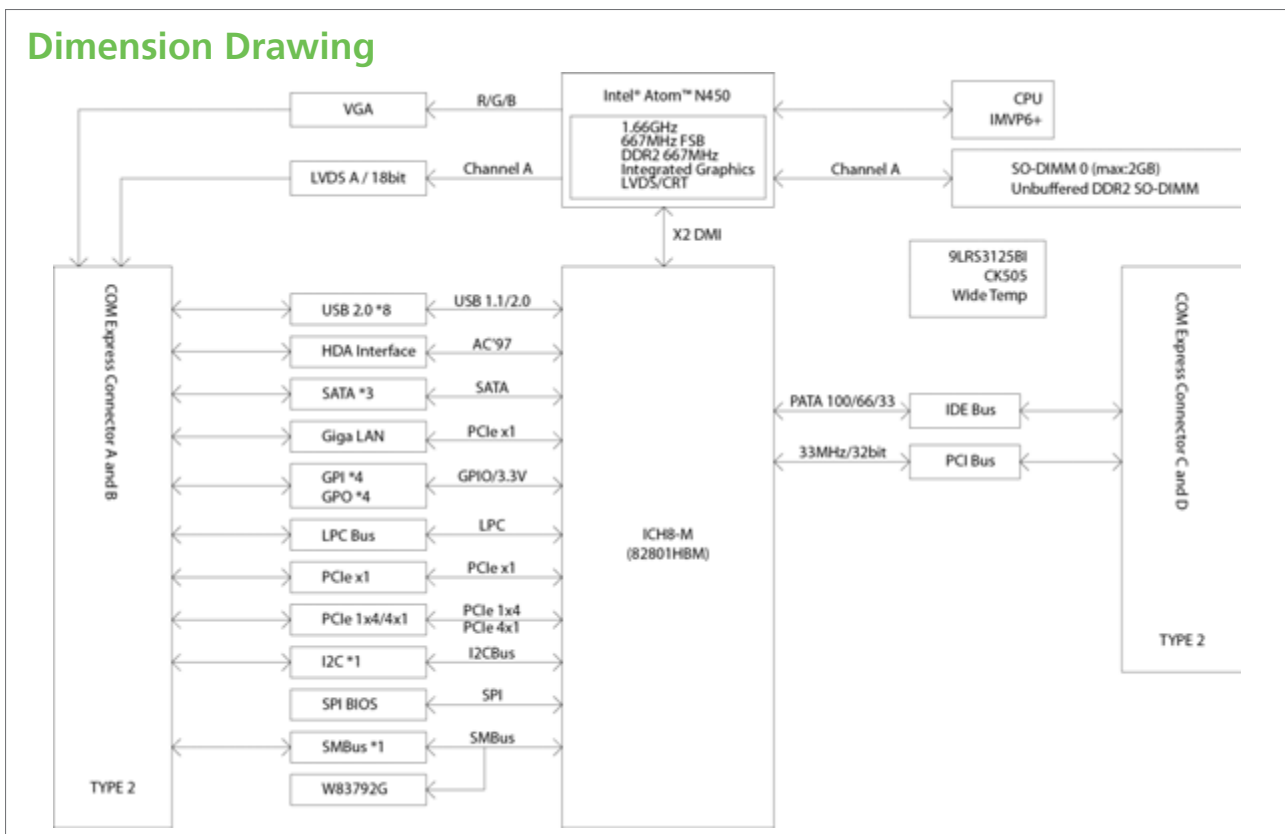 Dimension Drawing
VGA
R/G/B
Intel® Atom™ N450
1.66GHz
667MHz FSB
DDR2 667MHz
Integrated Graphics
LVDS/CRT
CPU
IMVP6+
LVDS A / 18bit
Channel A
Channel A
SO-DIMM 0 (max:2GB)
Unbuffered DDR2 SO-DIMM
X2 DMI
9LRS3125BI
CK505
Wide Temp
COM Express Connector A and B
TYPE 2
USB 2.0 *8
USB 1.1/2.0
HDA Interface
AC'97
SATA *3
SATA
Giga LAN
PCIe x1
GPI *4
GPO *4
GPIO/3.3V
LPC Bus
LPC
PCIe x1
PCIe x1
PCIe 1x4/4x1
PCIe 1x4
PCIe 4x1
I2C *1
I2CBus
SPI BIOS
SPI
SMBus *1
SMBus
W83792G
ICH8-M
(82801HBM)
PATA 100/66/33
IDE Bus
33MHz/32bit
PCI Bus
COM Express Connector C and D
TYPE 2